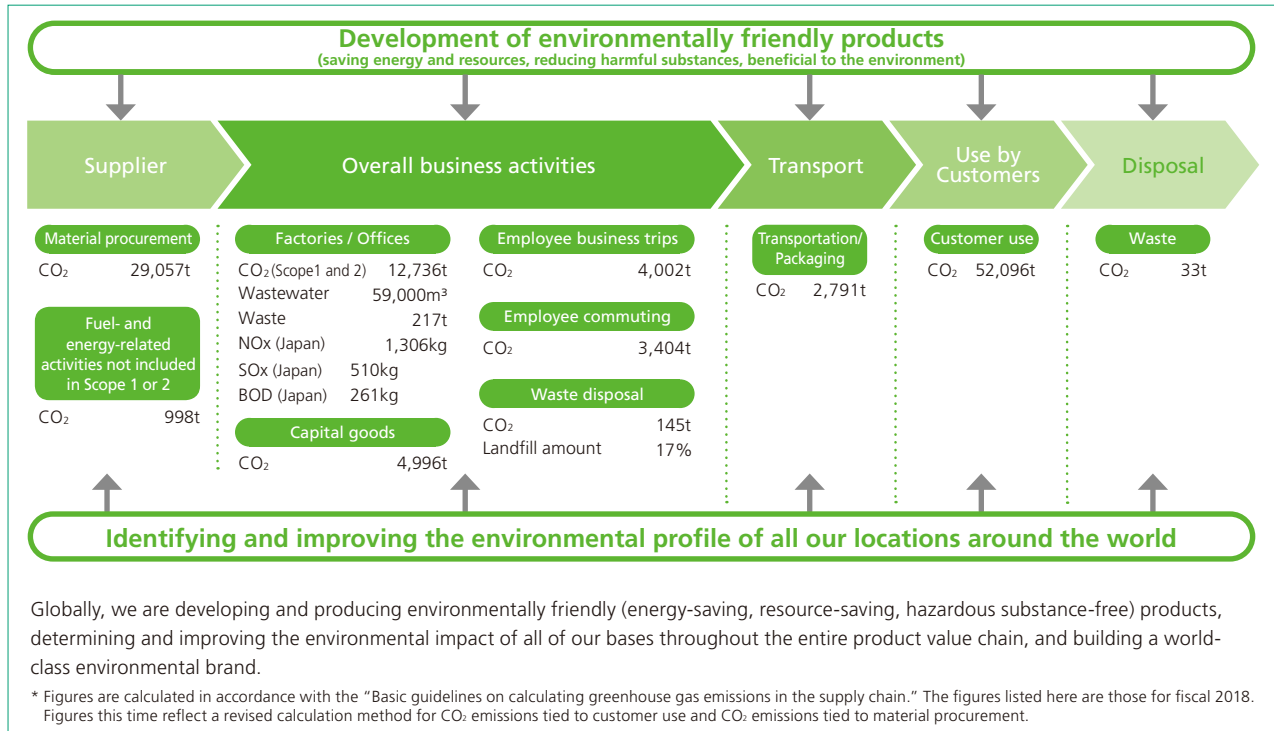 Development of environmentally friendly products
(saving energy and resources, reducing harmful substances, beneficial to the environment)
Supplier
Overall business activities
Transport
Use by
Customers
Disposal
Material procurement
CO₂ 29,057t
Fuel- and
energy-related
activities not included
in Scope 1 or 2
CO₂ 998t
Factories / Offices
CO₂ (Scope1 and 2) 12,736t
Wastewater 59,000m³
Waste 217t
NOx (Japan) 1,306kg
SOx (Japan) 510kg
BOD (Japan) 261kg
Capital goods
CO₂ 4,996t
Employee business trips
CO₂ 4,002t
Employee commuting
CO₂ 3,404t
Waste disposal
CO₂ 145t
Landfill amount 17%
Transportation/
Packaging
CO₂ 2,791t
Customer use
CO₂ 52,096t
Waste
CO₂ 33t
Identifying and improving the environmental profile of all our locations around the world
Globally, we are developing and producing environmentally friendly (energy-saving, resource-saving, hazardous substance-free) products,
determining and improving the environmental impact of all of our bases throughout the entire product value chain, and building a world-
class environmental brand.
* Figures are calculated in accordance with the “Basic guidelines on calculating greenhouse gas emissions in the supply chain.” The figures listed here are those for fiscal 2018.
Figures this time reflect a revised calculation method for CO₂ emissions tied to customer use and CO₂ emissions tied to material procurement.